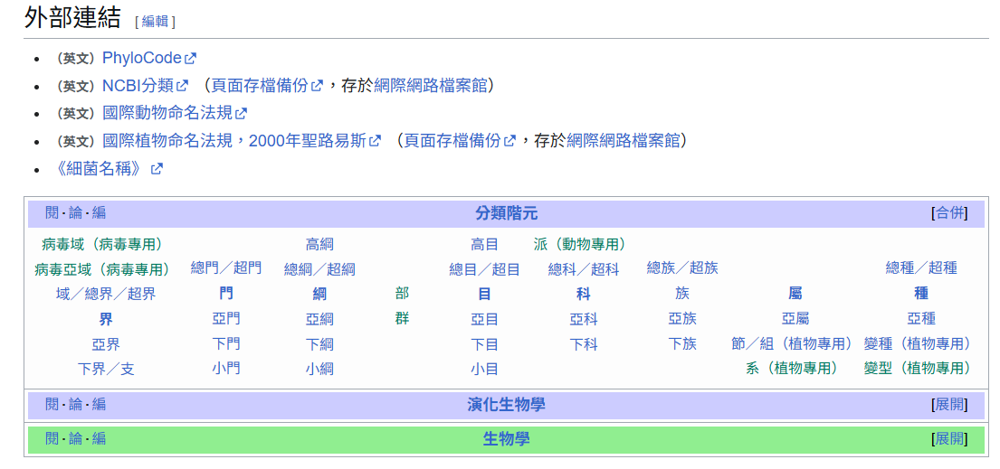 外部連結 [ 編輯 ]
（英文）PhyloCode
（英文）NCBI分類 （頁面存檔備份，存於網際網路檔案館）
（英文）國際動物命名法規
（英文）國際植物命名法規，2000年聖路易斯 （頁面存檔備份，存於網際網路檔案館）
《細菌名稱》
閱·論·編 分類階元 [合併]
病毒域（病毒專用） 高綱 高目 派（動物專用）
病毒亞域（病毒專用） 總門／超門 總綱／超綱 總目／超目 總科／超科 總族／超族 總種／超種
域／總界／超界 門 綱 部 目 科 族 屬 種
界 亞門 亞綱 群 亞目 亞科 亞族 亞屬 亞種
亞界 下門 下綱 下目 下科 下族 節／組（植物專用） 變種（植物專用）
下界／支 小門 小綱 小目 系（植物專用） 變型（植物專用）
閱·論·編 演化生物學 [展開]
閱·論·編 生物學 [展開]